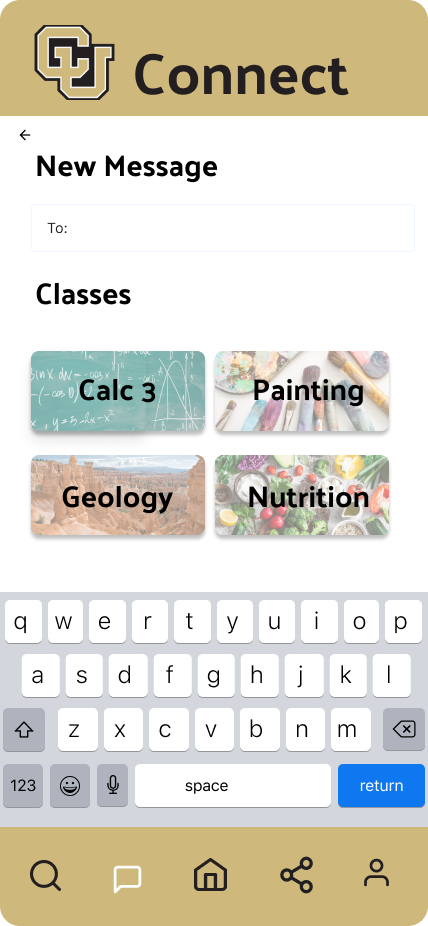 CU Connect
New Message
To:
Classes
Calc 3 Painting
Geology Nutrition
q w e r t y u i o p
a s d f g h j k l
z x c v b n m
123 space return